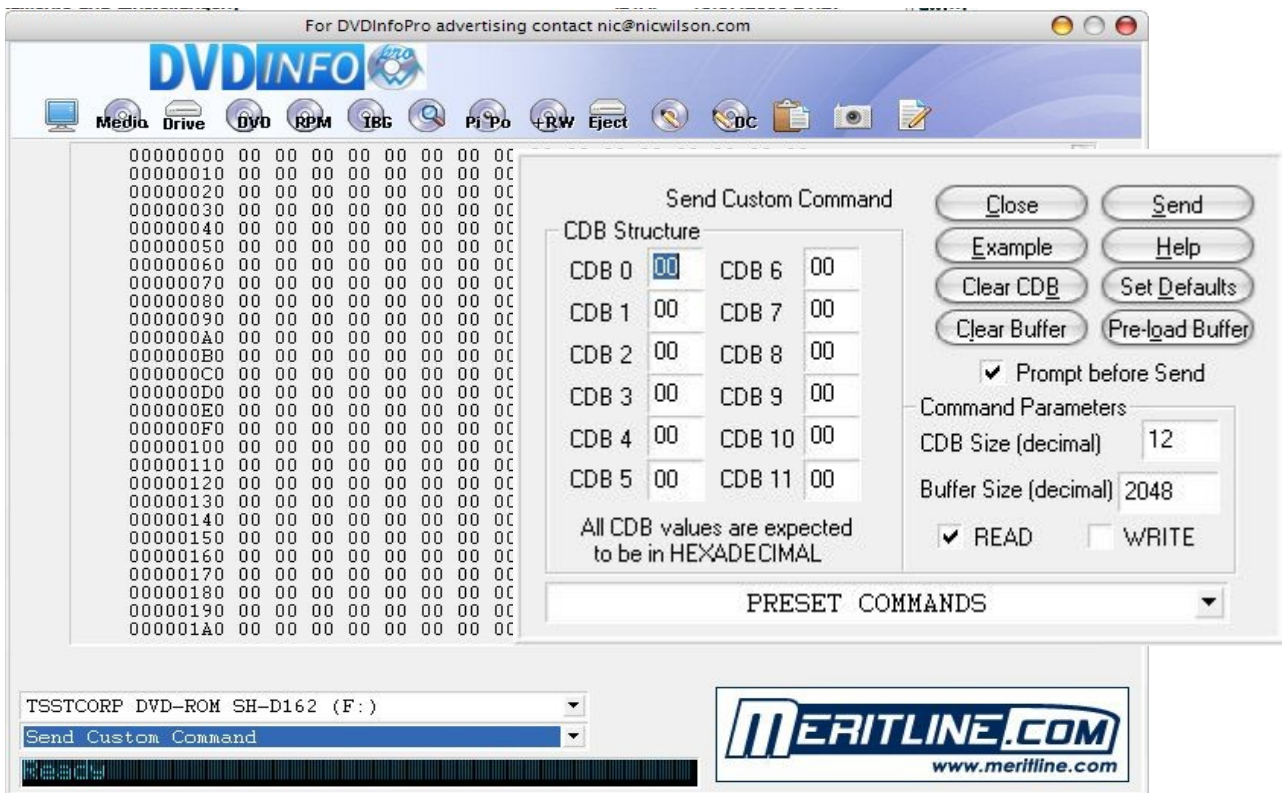 For DVDInfoPro advertising contact nic@nicwilson.com
DVDINFO pro
Media Drive DVD RPM IBG Pi Po +RW Eject DC
00000000 00 00 00 00 00 00 00
00000010 00 00 00 00 00 00 00
00000020 00 00 00 00 00 00 00
00000030 00 00 00 00 00 00 00
00000040 00 00 00 00 00 00 00
00000050 00 00 00 00 00 00 00
00000060 00 00 00 00 00 00 00
00000070 00 00 00 00 00 00 00
00000080 00 00 00 00 00 00 00
00000090 00 00 00 00 00 00 00
000000A0 00 00 00 00 00 00 00
000000B0 00 00 00 00 00 00 00
000000C0 00 00 00 00 00 00 00
000000D0 00 00 00 00 00 00 00
000000E0 00 00 00 00 00 00 00
000000F0 00 00 00 00 00 00 00
00000100 00 00 00 00 00 00 00
00000110 00 00 00 00 00 00 00
00000120 00 00 00 00 00 00 00
00000130 00 00 00 00 00 00 00
00000140 00 00 00 00 00 00 00
00000150 00 00 00 00 00 00 00
00000160 00 00 00 00 00 00 00
00000170 00 00 00 00 00 00 00
00000180 00 00 00 00 00 00 00
00000190 00 00 00 00 00 00 00
000001A0 00 00 00 00 00 00 00
Send Custom Command
CDB Structure
CDB 0 00 CDB 6 00
CDB 1 00 CDB 7 00
CDB 2 00 CDB 8 00
CDB 3 00 CDB 9 00
CDB 4 00 CDB 10 00
CDB 5 00 CDB 11 00
All CDB values are expected
to be in HEXADECIMAL
Close Send
Example Help
Clear CDB Set Defaults
Clear Buffer Pre-load Buffer
Prompt before Send
Command Parameters
CDB Size (decimal) 12
Buffer Size (decimal) 2048
READ WRITE
PRESET COMMANDS
TSSTCORP DVD-ROM SH-D162 (F:)
Send Custom Command
Ready
MERITLINE.COM
www.meritline.com